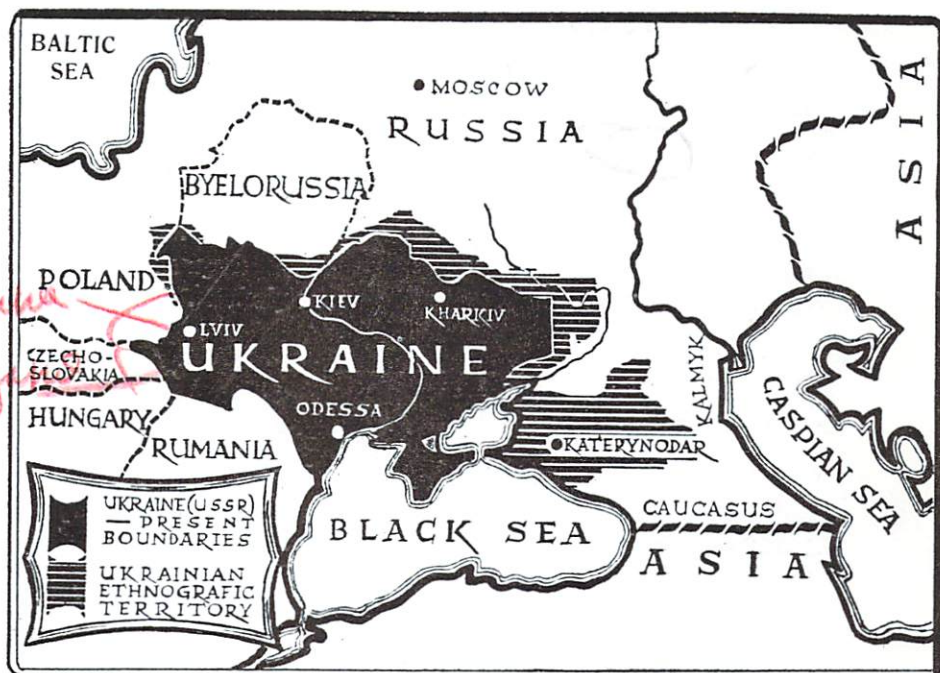 BALTIC
SEA
MOSCOW
RUSSIA
ASIA
BYELORUSSIA
POLAND
KIEV
KHARKIV
LVIV
UKRAINE
CZECHO-
SLOVAKIA
KALMYK
CASPIAN SEA
HUNGARY
ODESSA
RUMANIA
KATERYNODAR
UKRAINE (USSR)
— PRESENT
BOUNDARIES
UKRAINIAN
ETHNOGRAFIC
TERRITORY
BLACK SEA
CAUCASUS
ASIA